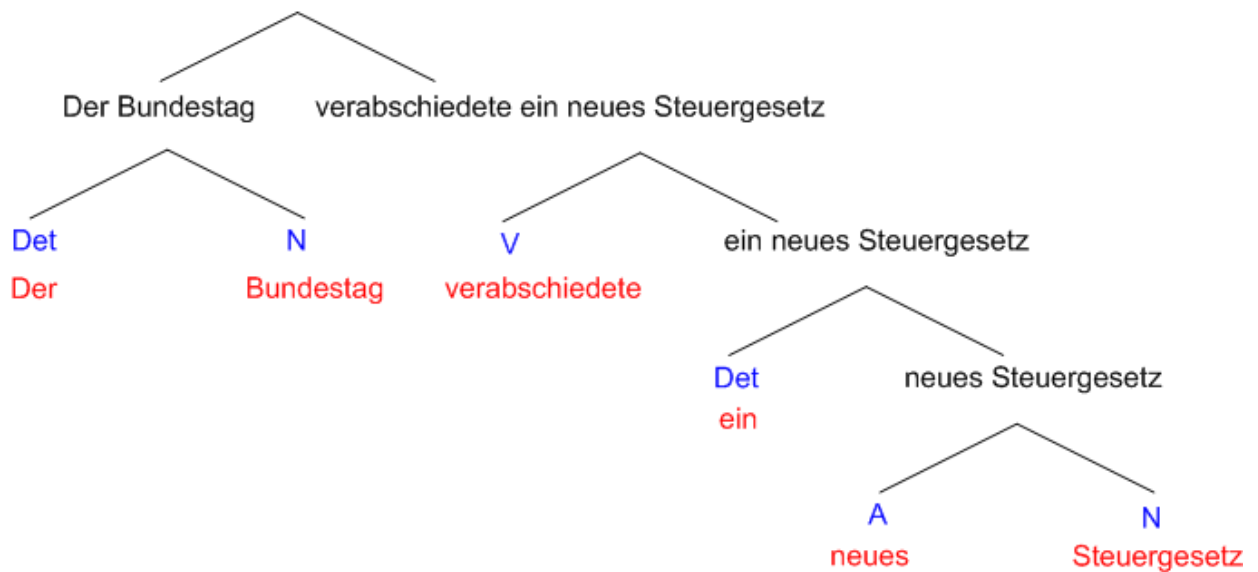 Der Bundestag verabschiedete ein neues Steuergesetz
Det N V ein neues Steuergesetz
Der Bundestag verabschiedete
Det neues Steuergesetz
ein
A N
neues Steuergesetz